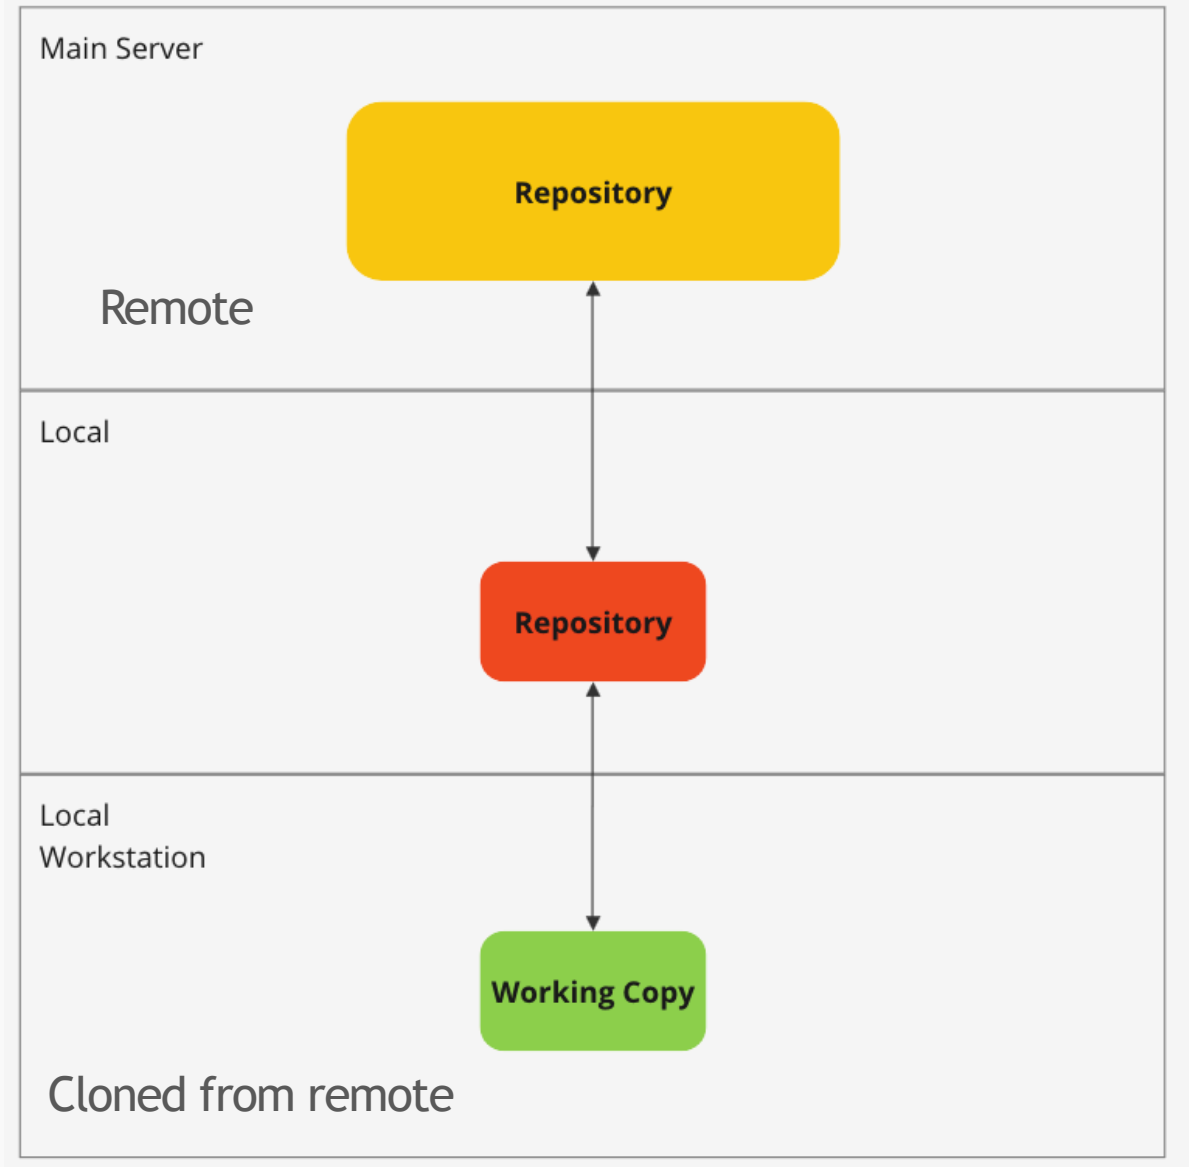 Main Server
Repository
Remote
Local
Repository
Local
Workstation
Working Copy
Cloned from remote